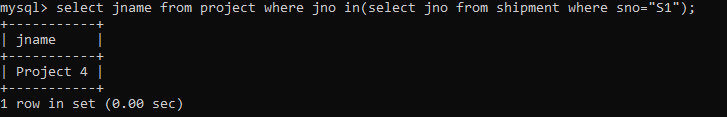 mysql> select jname from project where jno in(select jno from shipment where sno="S1");
+-----------+
| jname     |
+-----------+
| Project 4 |
+-----------+
1 row in set (0.00 sec)